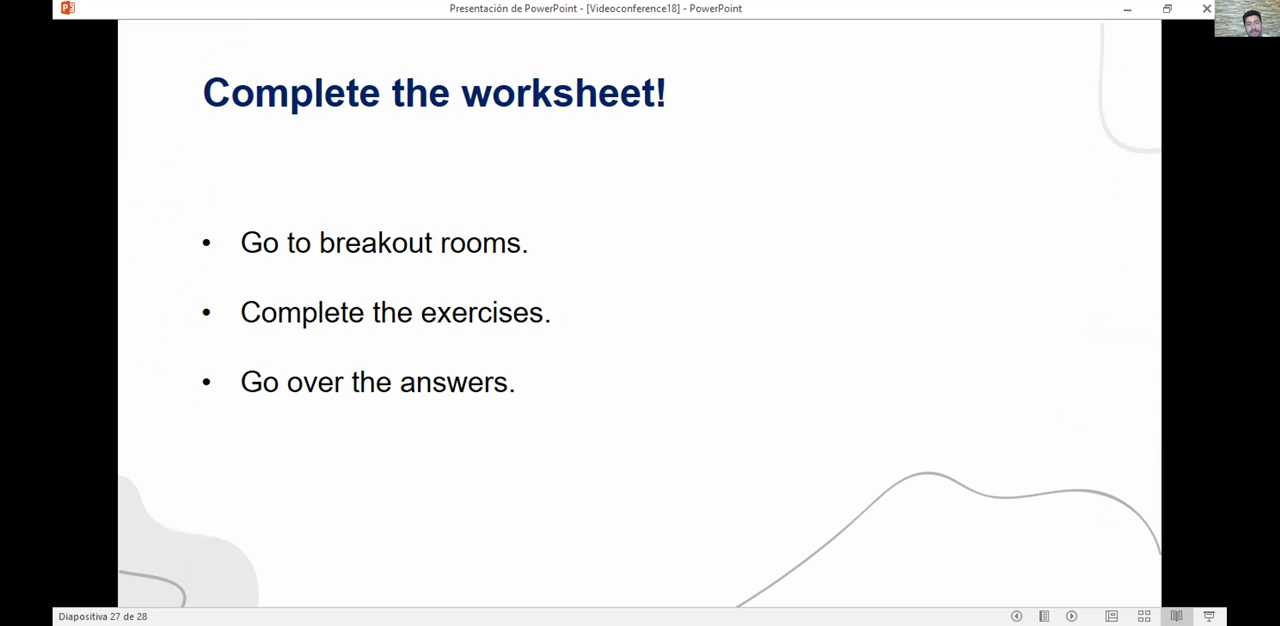 Presentación de PowerPoint - [Videoconference18] - PowerPoint
Complete the worksheet!
• Go to breakout rooms.
• Complete the exercises.
• Go over the answers.
Diapositiva 27 de 28